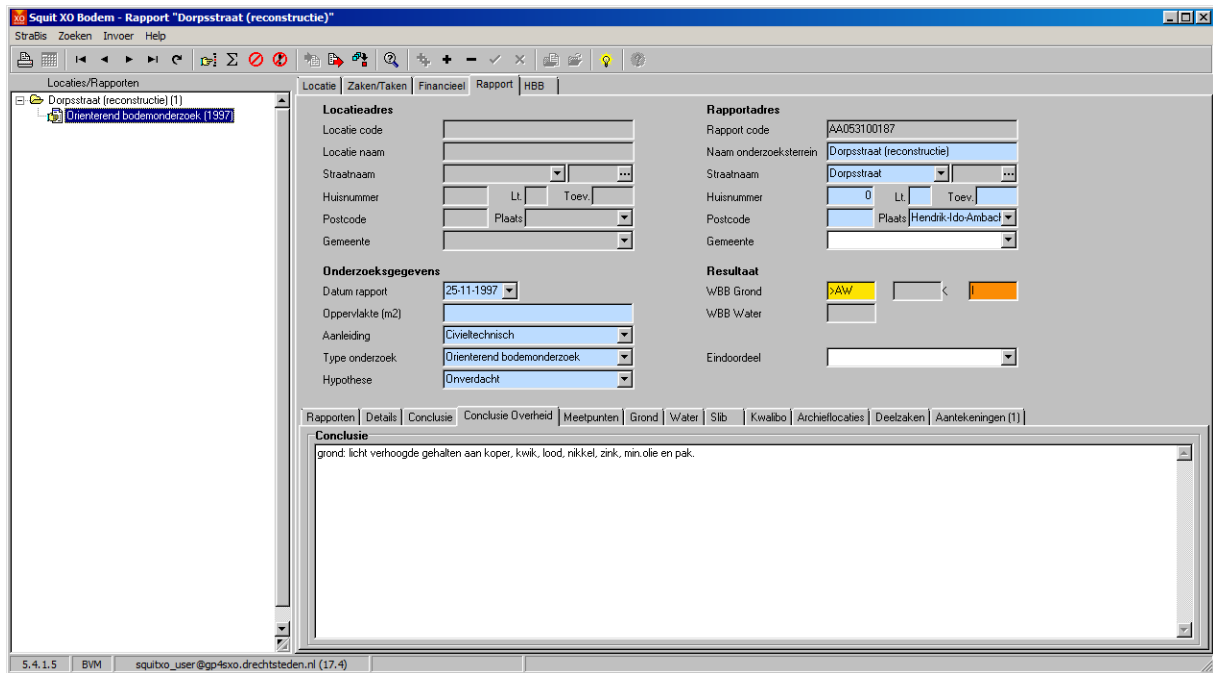 Squit XO Bodem - Rapport "Dorpsstraat (reconstructie)"
StraBis Zoeken Invoer Help
Locaties/Rapporten
Dorpsstraat (reconstructie) (1)
Orienterend bodemonderzoek (1997)
Locatie Zaken/Taken Financieel Rapport HBB
Locatieadres
Locatie code
Locatie naam
Straatnaam ...
Huisnummer Lt. Toev.
Postcode Plaats
Gemeente
Rapportadres
Rapport code AA053100187
Naam onderzoeksterrein Dorpsstraat (reconstructie)
Straatnaam Dorpsstraat ...
Huisnummer 0 Lt. Toev.
Postcode Plaats Hendrik-Ido-Ambach
Gemeente
Onderzoeksgegevens
Datum rapport 25-11-1997
Oppervlakte (m2)
Aanleiding Civieltechnisch
Type onderzoek Orienterend bodemonderzoek
Hypothese Onverdacht
Resultaat
WBB Grond >AW < I
WBB Water
Eindoordeel
Rapporten Details Conclusie Conclusie Overheid Meetpunten Grond Water Slib Kwalibo Archieflocaties Deelzaken Aantekeningen (1)
Conclusie
grond: licht verhoogde gehalten aan koper, kwik, lood, nikkel, zink, min.olie en pak.
5.4.1.5 BVM squitxo_user@gp4sxo.drechtsteden.nl (17.4)